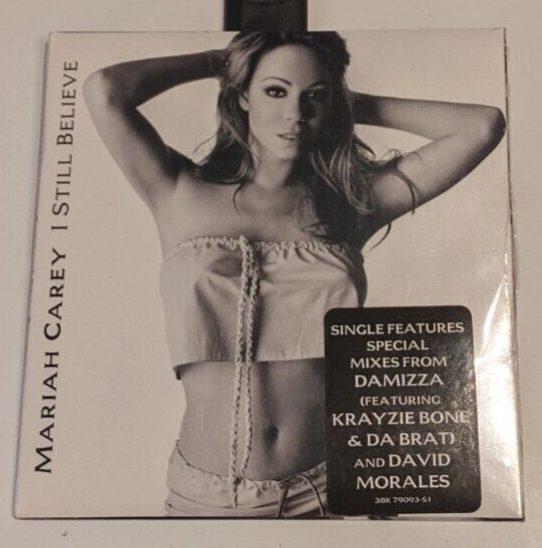 MARIAH CAREY I STILL BELIEVE
SINGLE FEATURES
SPECIAL
MIXES FROM
DAMIZZA
(FEATURING
KRAYZIE BONE
& DA BRAT)
AND DAVID
MORALES
38K 79093-S1